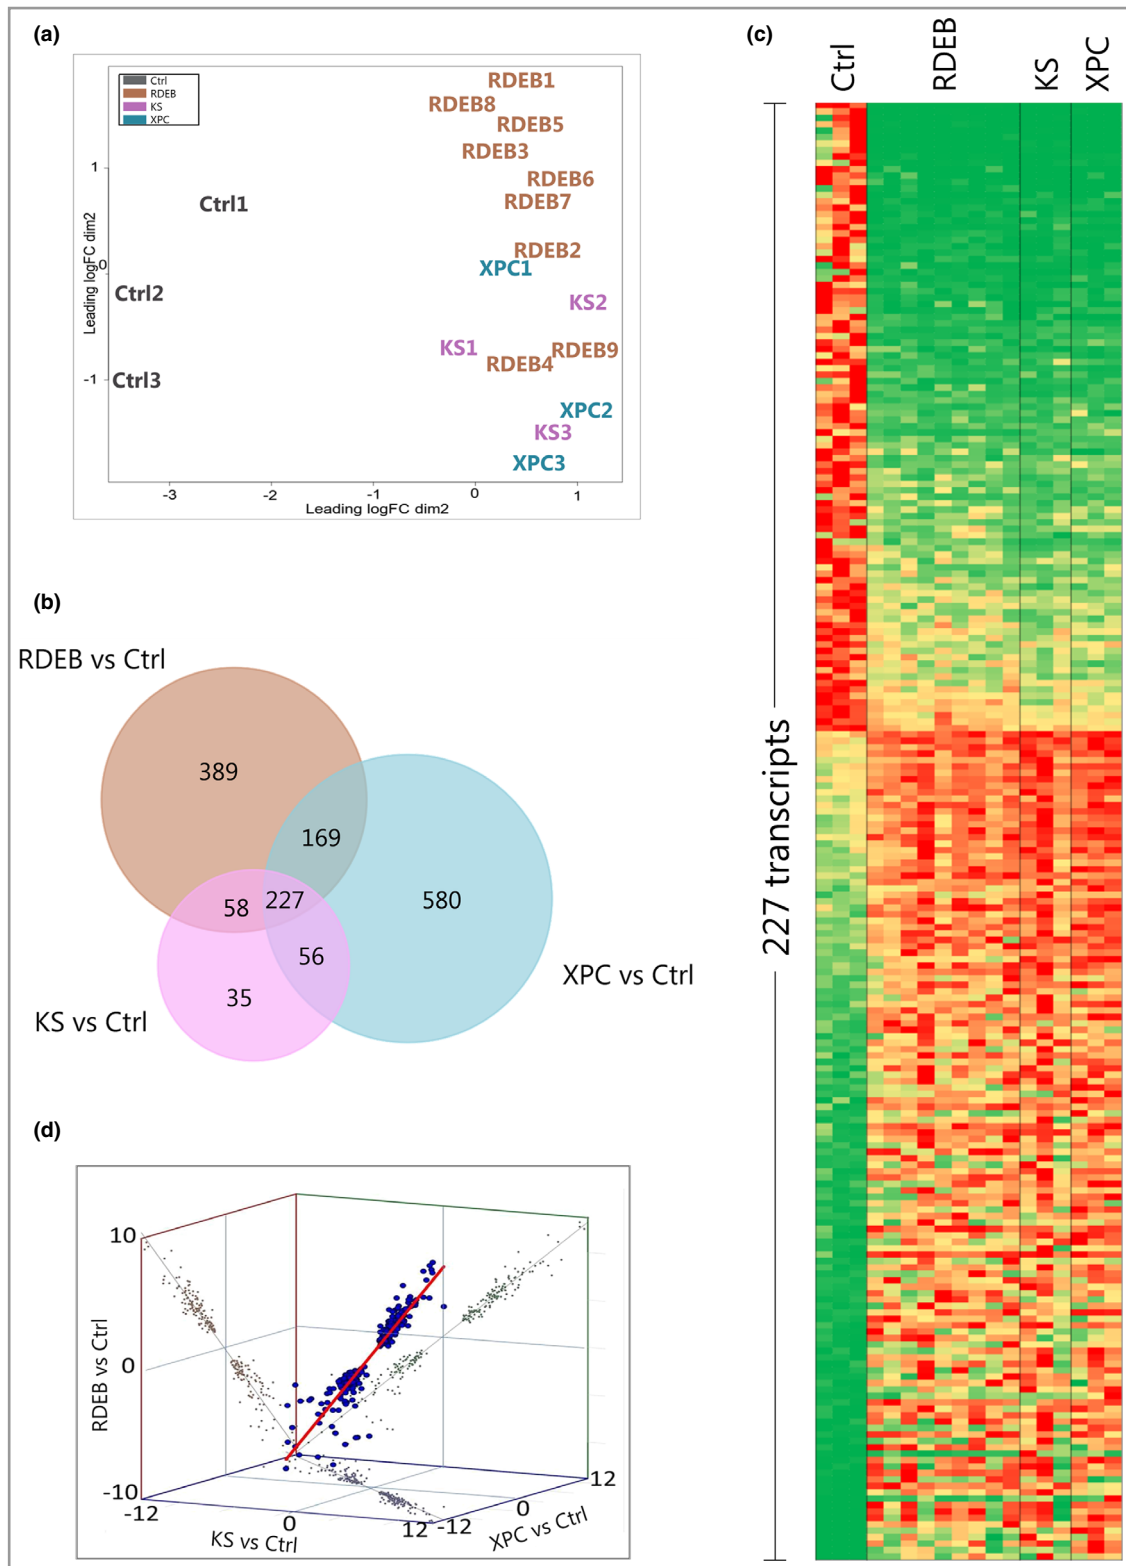 (a)
Ctrl
RDEB
KS
XPC
RDEB1
RDEB8
RDEB5
RDEB3
RDEB6
RDEB7
Ctrl1
RDEB2
XPC1
Ctrl2
KS2
KS1
RDEB9
RDEB4
Ctrl3
XPC2
KS3
XPC3
1
0
-1
Leading logFC dim2
-3
-2
-1
0
1
Leading logFC dim2
(b)
RDEB vs Ctrl
389
169
58
227
580
56
35
XPC vs Ctrl
KS vs Ctrl
(c)
Ctrl
RDEB
KS
XPC
227 transcripts
(d)
10
0
-10
RDEB vs Ctrl
-12
0
12
KS vs Ctrl
-12
0
12
XPC vs Ctrl